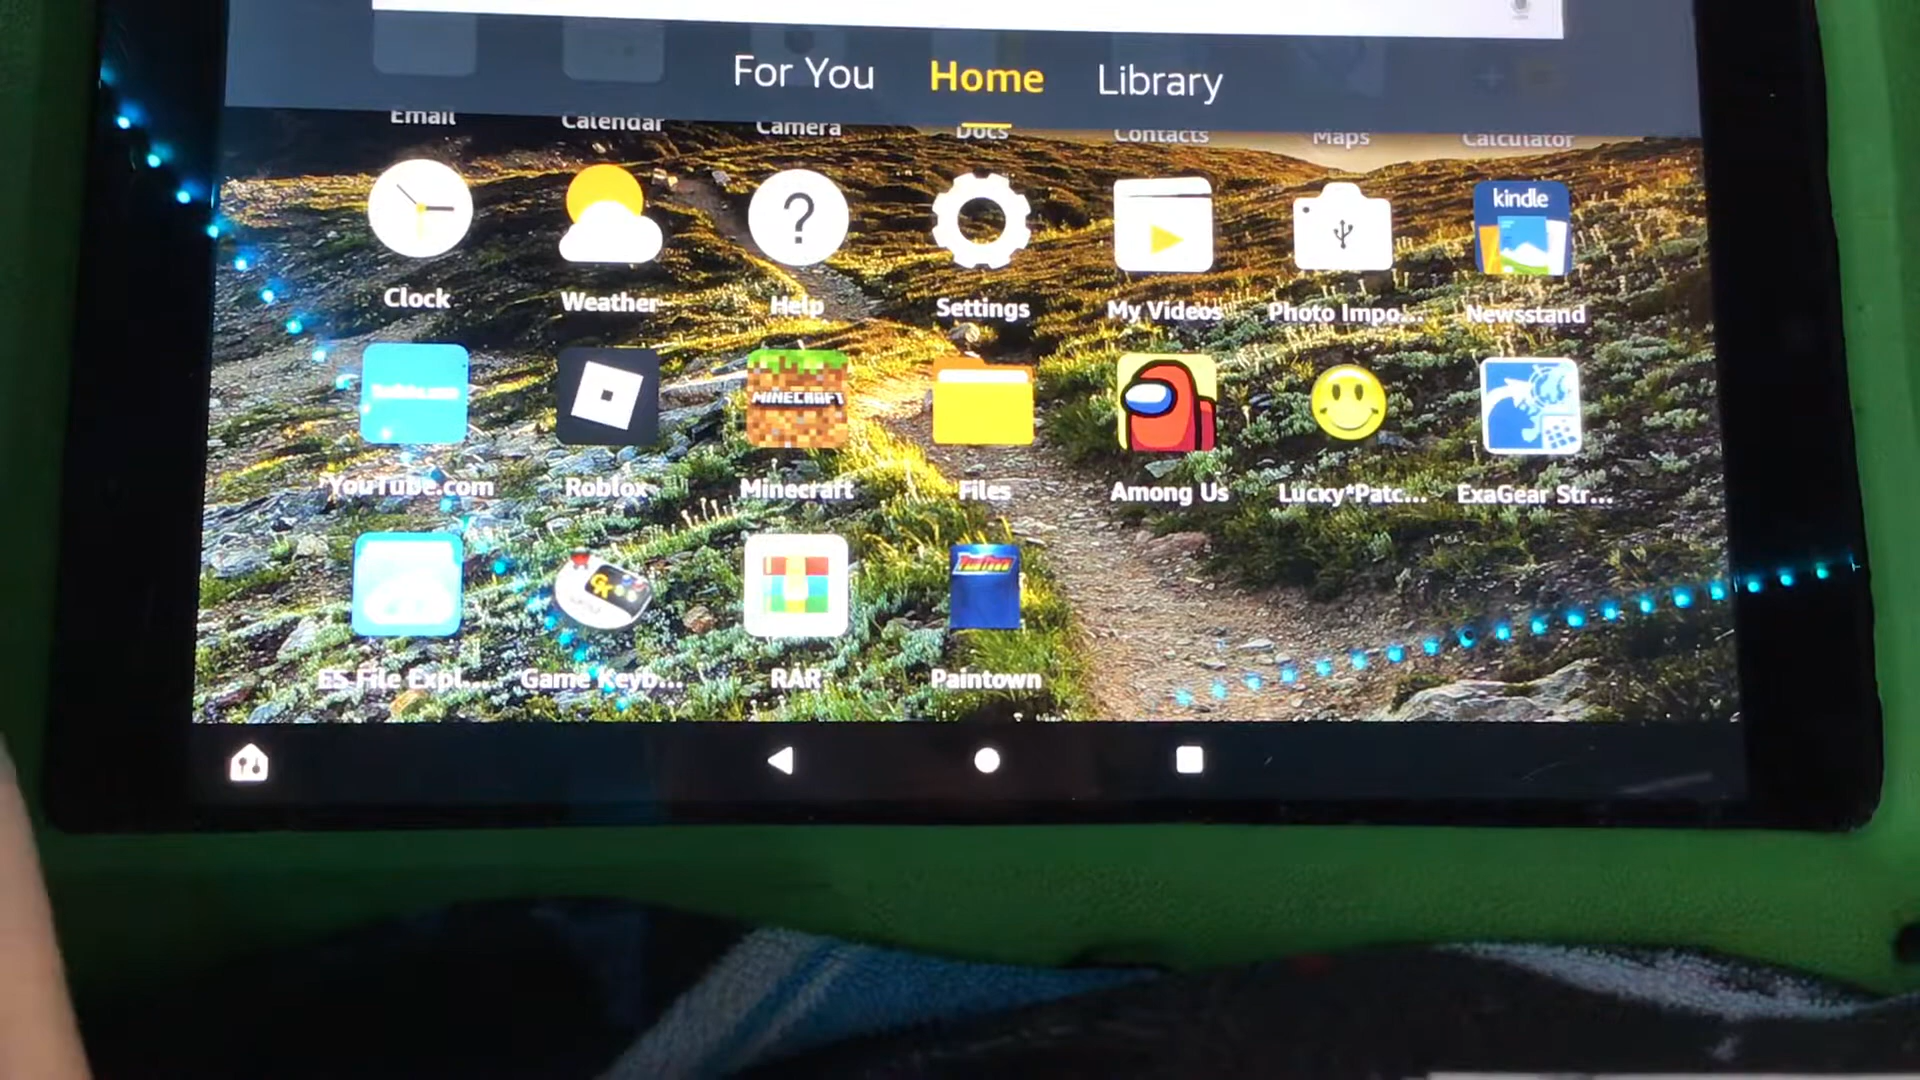 For You Home Library
Email Calendar Camera Docs Contacts Maps Calculator
kindle
Clock Weather Help Settings My Videos Photo Impo... Newsstand
MINECRAFT
YouTube.com Roblox Minecraft Files Among Us Lucky*Patc... ExaGear Str...
GK
ES File Expl... Game Keyb... RAR Paintown